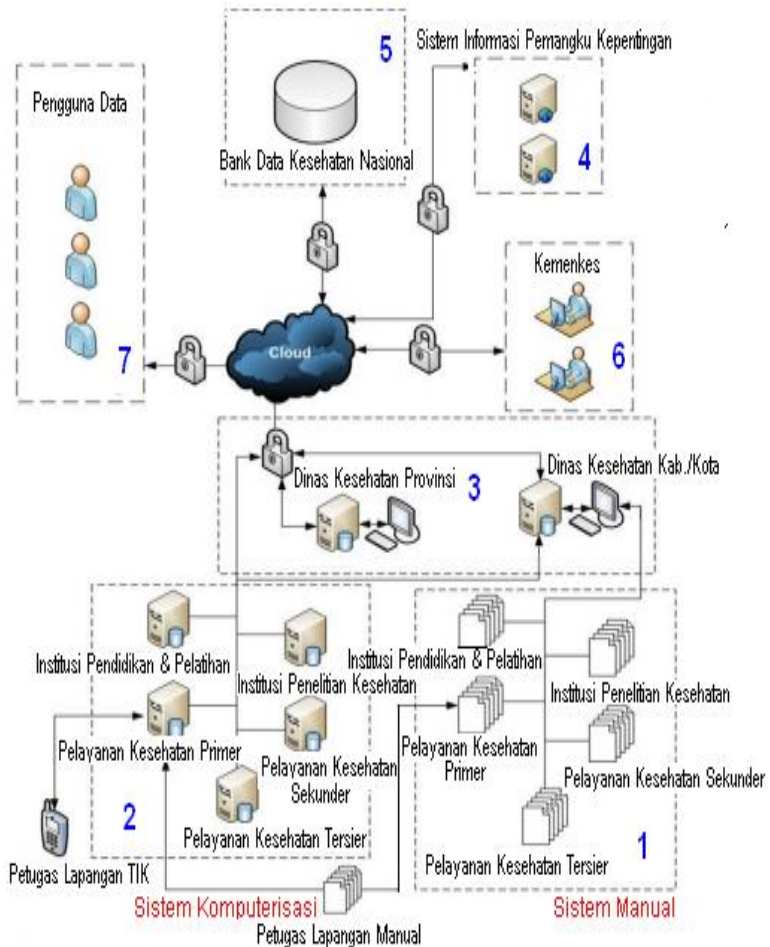 5
Sistem Informasi Pemangku Kepentingan
Pengguna Data
Bank Data Kesehatan Nasional
4
Kemenkes
Cloud
7
6
Dinas Kesehatan Provinsi
3
Dinas Kesehatan Kab./Kota
Institusi Pendidikan & Pelatihan
Institusi Penelitian Kesehatan
Pelayanan Kesehatan Primer
Pelayanan Kesehatan
Sekunder
2
Pelayanan Kesehatan Tersier
Institusi Pendidikan & Pelatihan
Institusi Penelitian Kesehatan
Pelayanan Kesehatan
Primer
Pelayanan Kesehatan Sekunder
1
Pelayanan Kesehatan Tersier
Petugas Lapangan TIK
Sistem Komputerisasi
Sistem Manual
Petugas Lapangan Manual